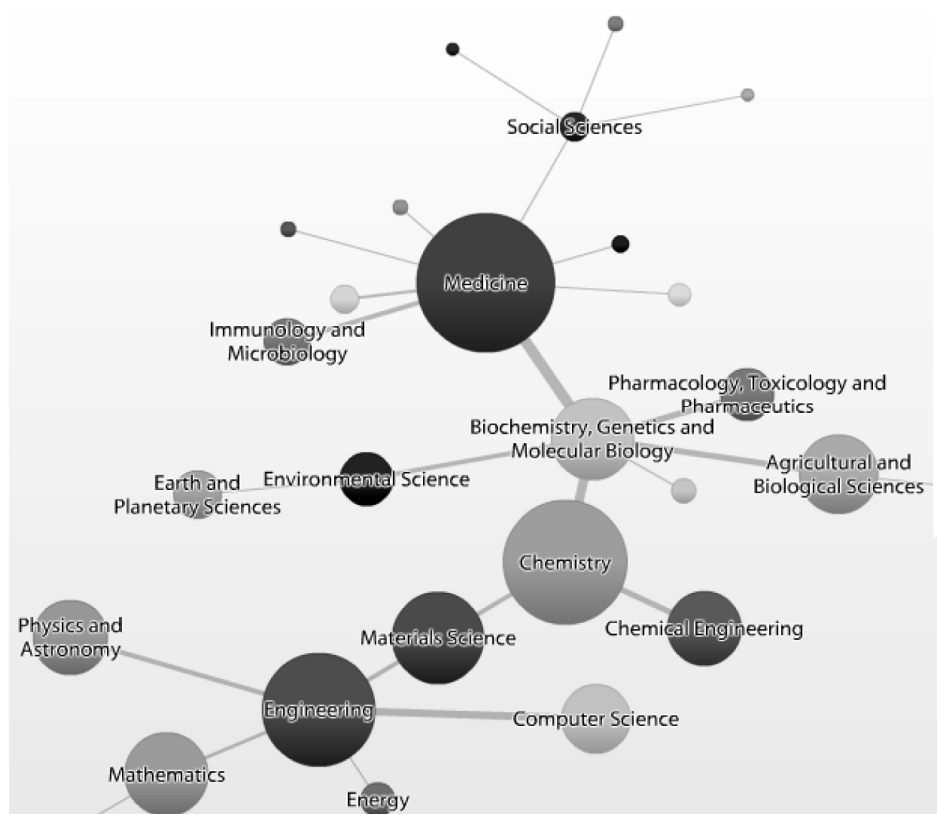 Social Sciences
Medicine
Immunology and
Microbiology
Pharmacology, Toxicology and
Pharmaceutics
Biochemistry, Genetics and
Molecular Biology
Agricultural and
Biological Sciences
Environmental Science
Earth and
Planetary Sciences
Chemistry
Physics and
Astronomy
Materials Science
Chemical Engineering
Engineering
Computer Science
Mathematics
Energy